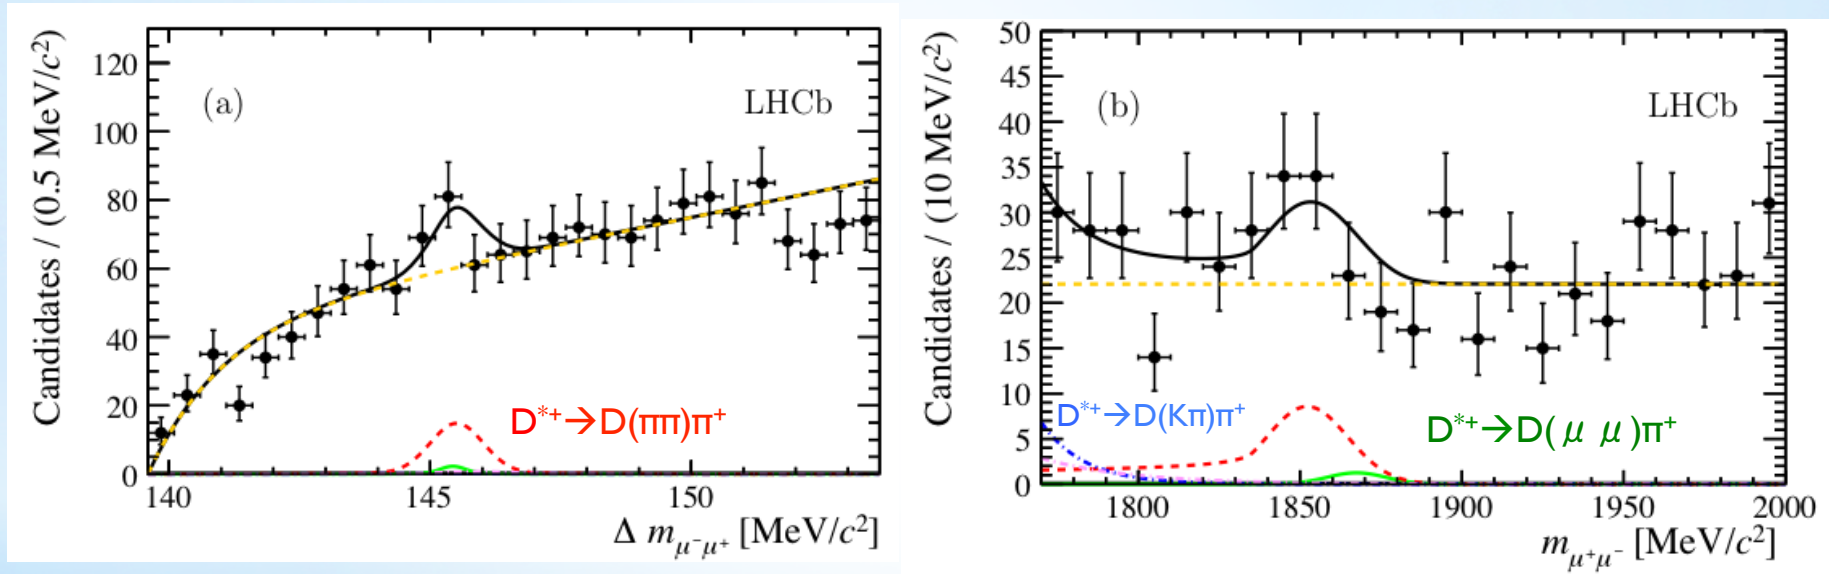 Candidates / (0.5 MeV/c²)
120
100
80
60
40
20
0
(a)
LHCb
D*+→D(ππ)π+
140
145
150
Δ mμ⁻μ⁺ [MeV/c²]
Candidates / (10 MeV/c²)
50
45
40
35
30
25
20
15
10
5
0
(b)
LHCb
D*+→D(Kπ)π+
D*+→D( μ μ )π+
1800
1850
1900
1950
2000
mμ⁺μ⁻ [MeV/c²]